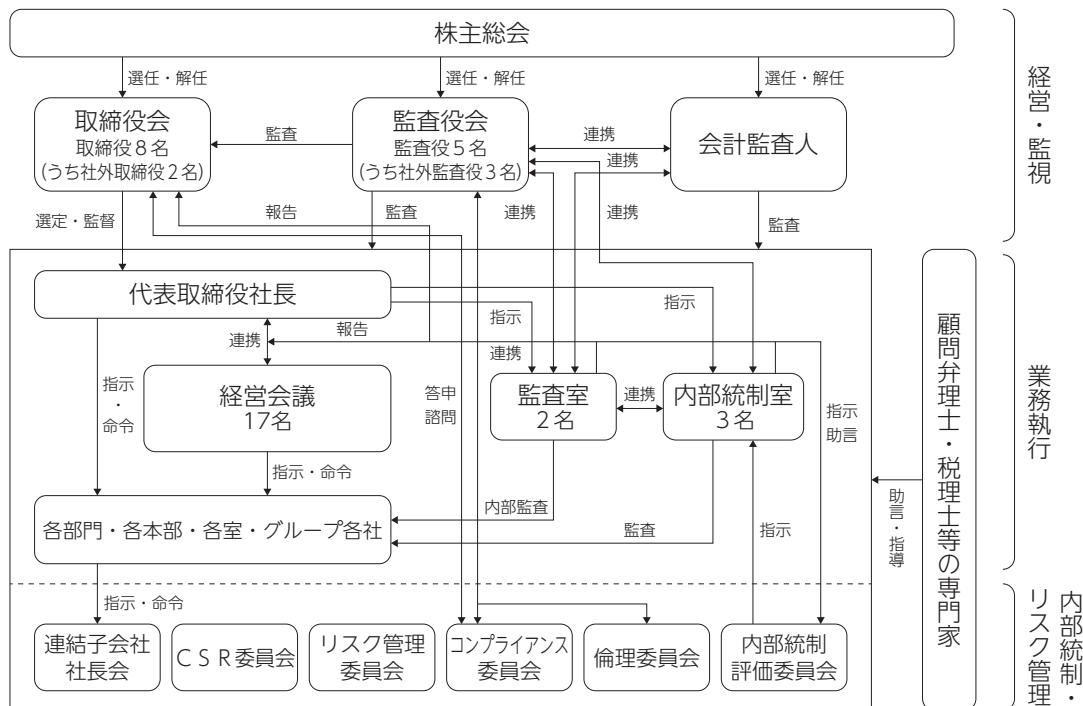 株主総会
選任・解任
選任・解任
選任・解任
取締役会
取締役8名
(うち社外取締役2名)
監査
監査役会
監査役5名
(うち社外監査役3名)
連携
連携
会計監査人
選定・監督
報告
監査
連携
連携
監査
代表取締役社長
指示
指示
連携
報告
連携
経営会議
17名
指示
・
命令
答申
諮問
監査室
2名
連携
内部統制室
3名
指示
助言
指示・命令
内部監査
監査
指示
各部門・各本部・各室・グループ各社
指示・命令
連結子会社
社長会
CSR委員会
リスク管理
委員会
コンプライアンス
委員会
倫理委員会
内部統制
評価委員会
助言・指導
顧問弁理士・税理士等の専門家
経営・監視
業務執行
内部統制・
リスク管理